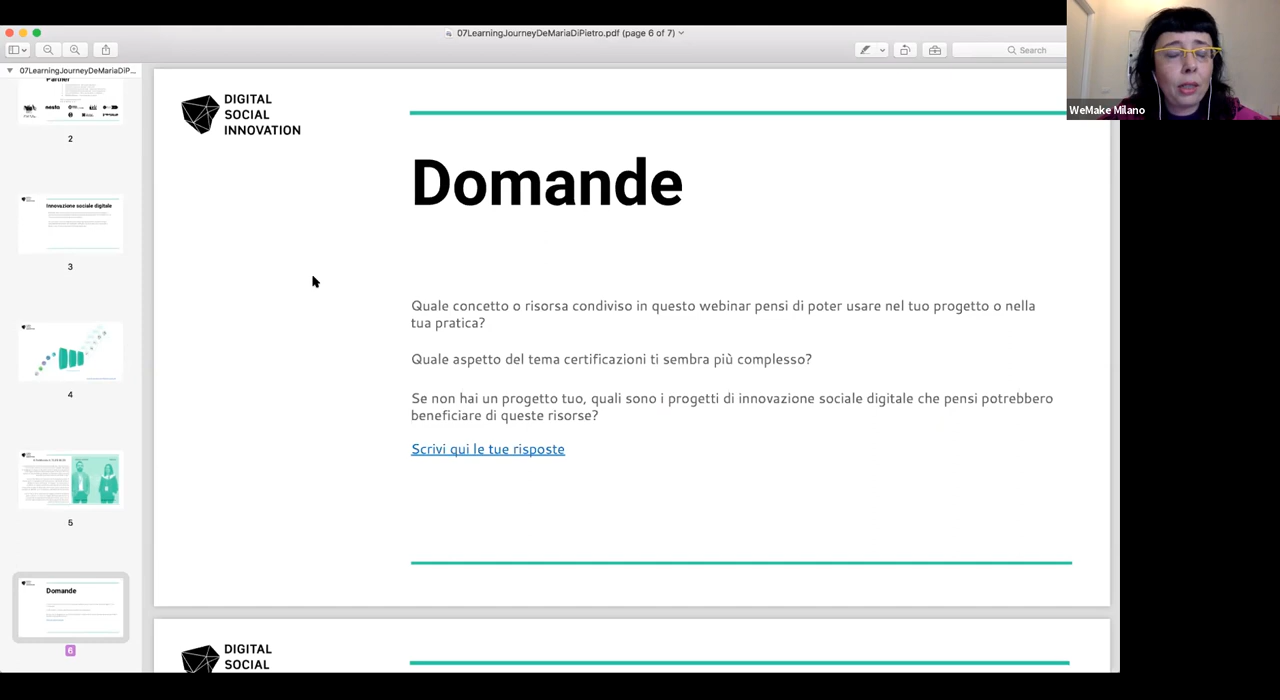 07LearningJourneyDeMariaDiPietro.pdf (page 6 of 7)
Search
07LearningJourneyDeMariaDiP...
WeMake Milano
Partner
nesta
2
Innovazione sociale digitale
3
4
5
Domande
6
DIGITAL
SOCIAL
INNOVATION
Domande
Quale concetto o risorsa condiviso in questo webinar pensi di poter usare nel tuo progetto o nella
tua pratica?
Quale aspetto del tema certificazioni ti sembra più complesso?
Se non hai un progetto tuo, quali sono i progetti di innovazione sociale digitale che pensi potrebbero
beneficiare di queste risorse?
Scrivi qui le tue risposte
DIGITAL
SOCIAL